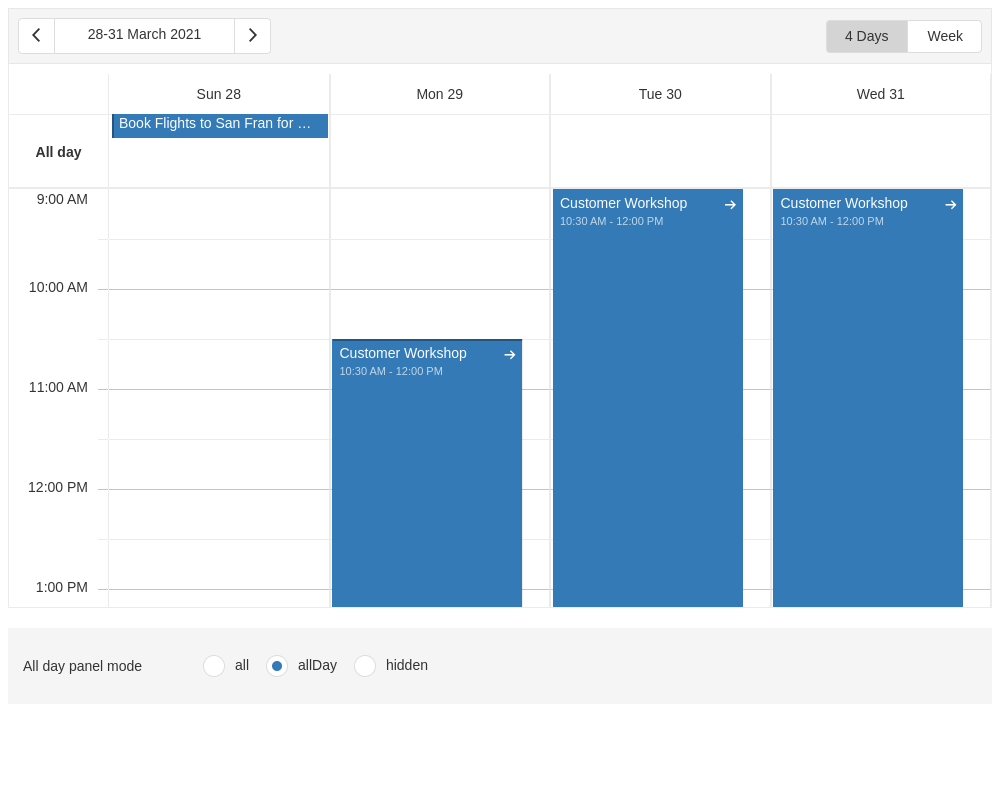 28-31 March 2021
4 Days
Week
Sun 28
Mon 29
Tue 30
Wed 31
All day
Book Flights to San Fran for …
9:00 AM
Customer Workshop
10:30 AM - 12:00 PM
Customer Workshop
10:30 AM - 12:00 PM
10:00 AM
Customer Workshop
10:30 AM - 12:00 PM
11:00 AM
12:00 PM
1:00 PM
All day panel mode
all
allDay
hidden